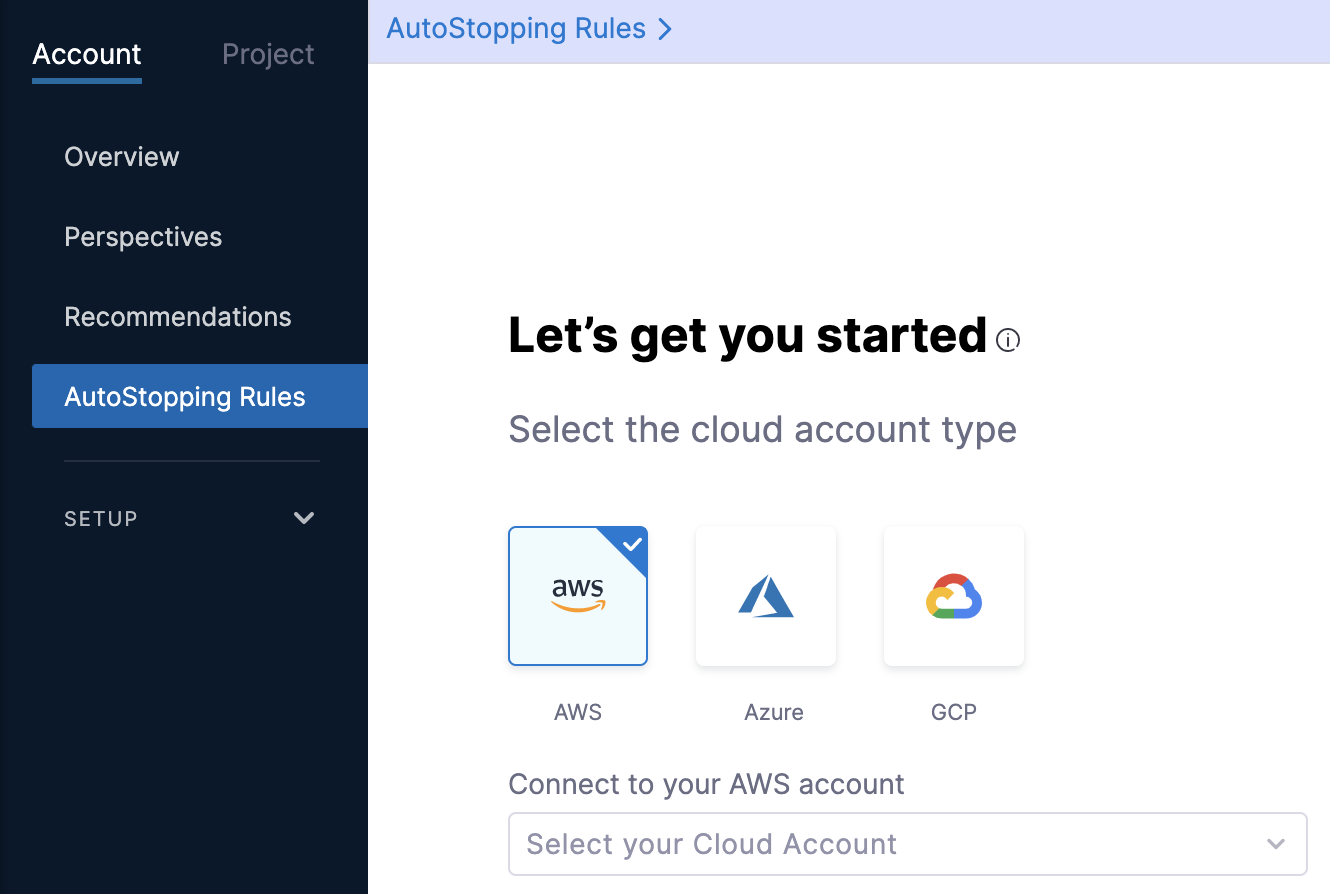 Account
Project
Overview
Perspectives
Recommendations
AutoStopping Rules
SETUP
AutoStopping Rules
Let’s get you started
Select the cloud account type
aws
AWS
Azure
GCP
Connect to your AWS account
Select your Cloud Account